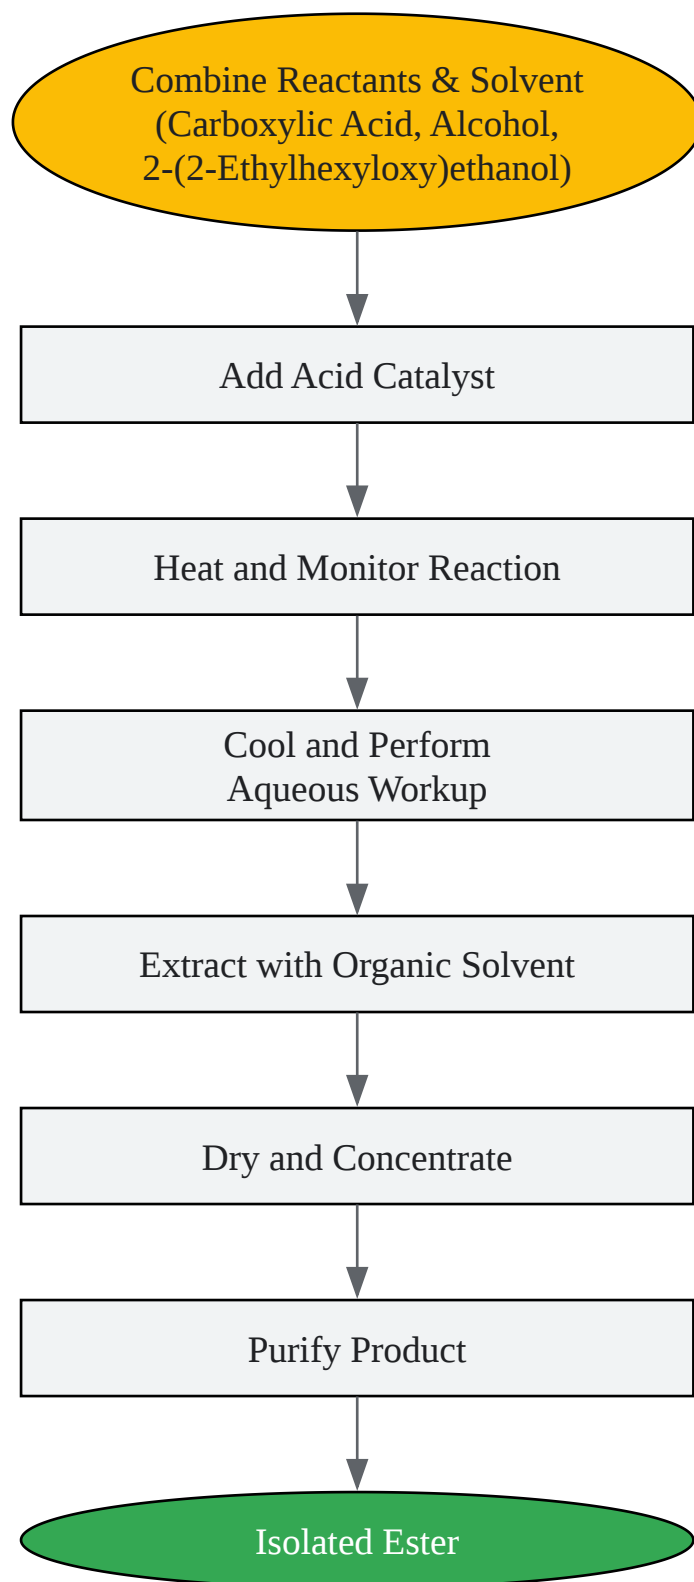 Combine Reactants & Solvent
(Carboxylic Acid, Alcohol,
2-(2-Ethylhexyloxy)ethanol)
Add Acid Catalyst
Heat and Monitor Reaction
Cool and Perform
Aqueous Workup
Extract with Organic Solvent
Dry and Concentrate
Purify Product
Isolated Ester